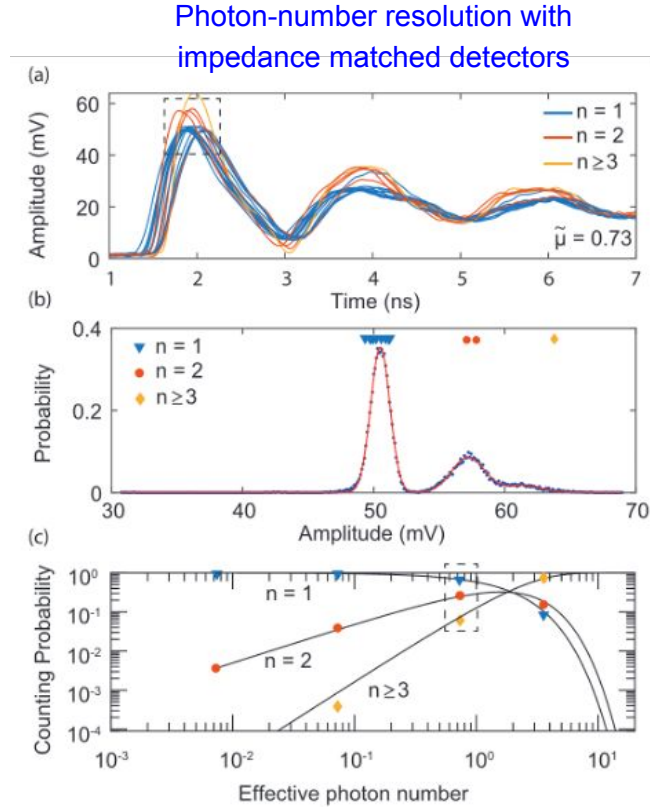 Photon-number resolution with
impedance matched detectors
(a)
60
40
20
0
Amplitude (mV)
n = 1
n = 2
n ≥ 3
μ̃ = 0.73
1 2 3 4 5 6 7
Time (ns)
(b)
0.4
0.2
0
Probability
n = 1
n = 2
n ≥ 3
30 40 50 60 70
Amplitude (mV)
(c)
10⁰
10⁻¹
10⁻²
10⁻³
10⁻⁴
Counting Probability
n = 1
n = 2
n ≥ 3
10⁻³ 10⁻² 10⁻¹ 10⁰ 10¹
Effective photon number